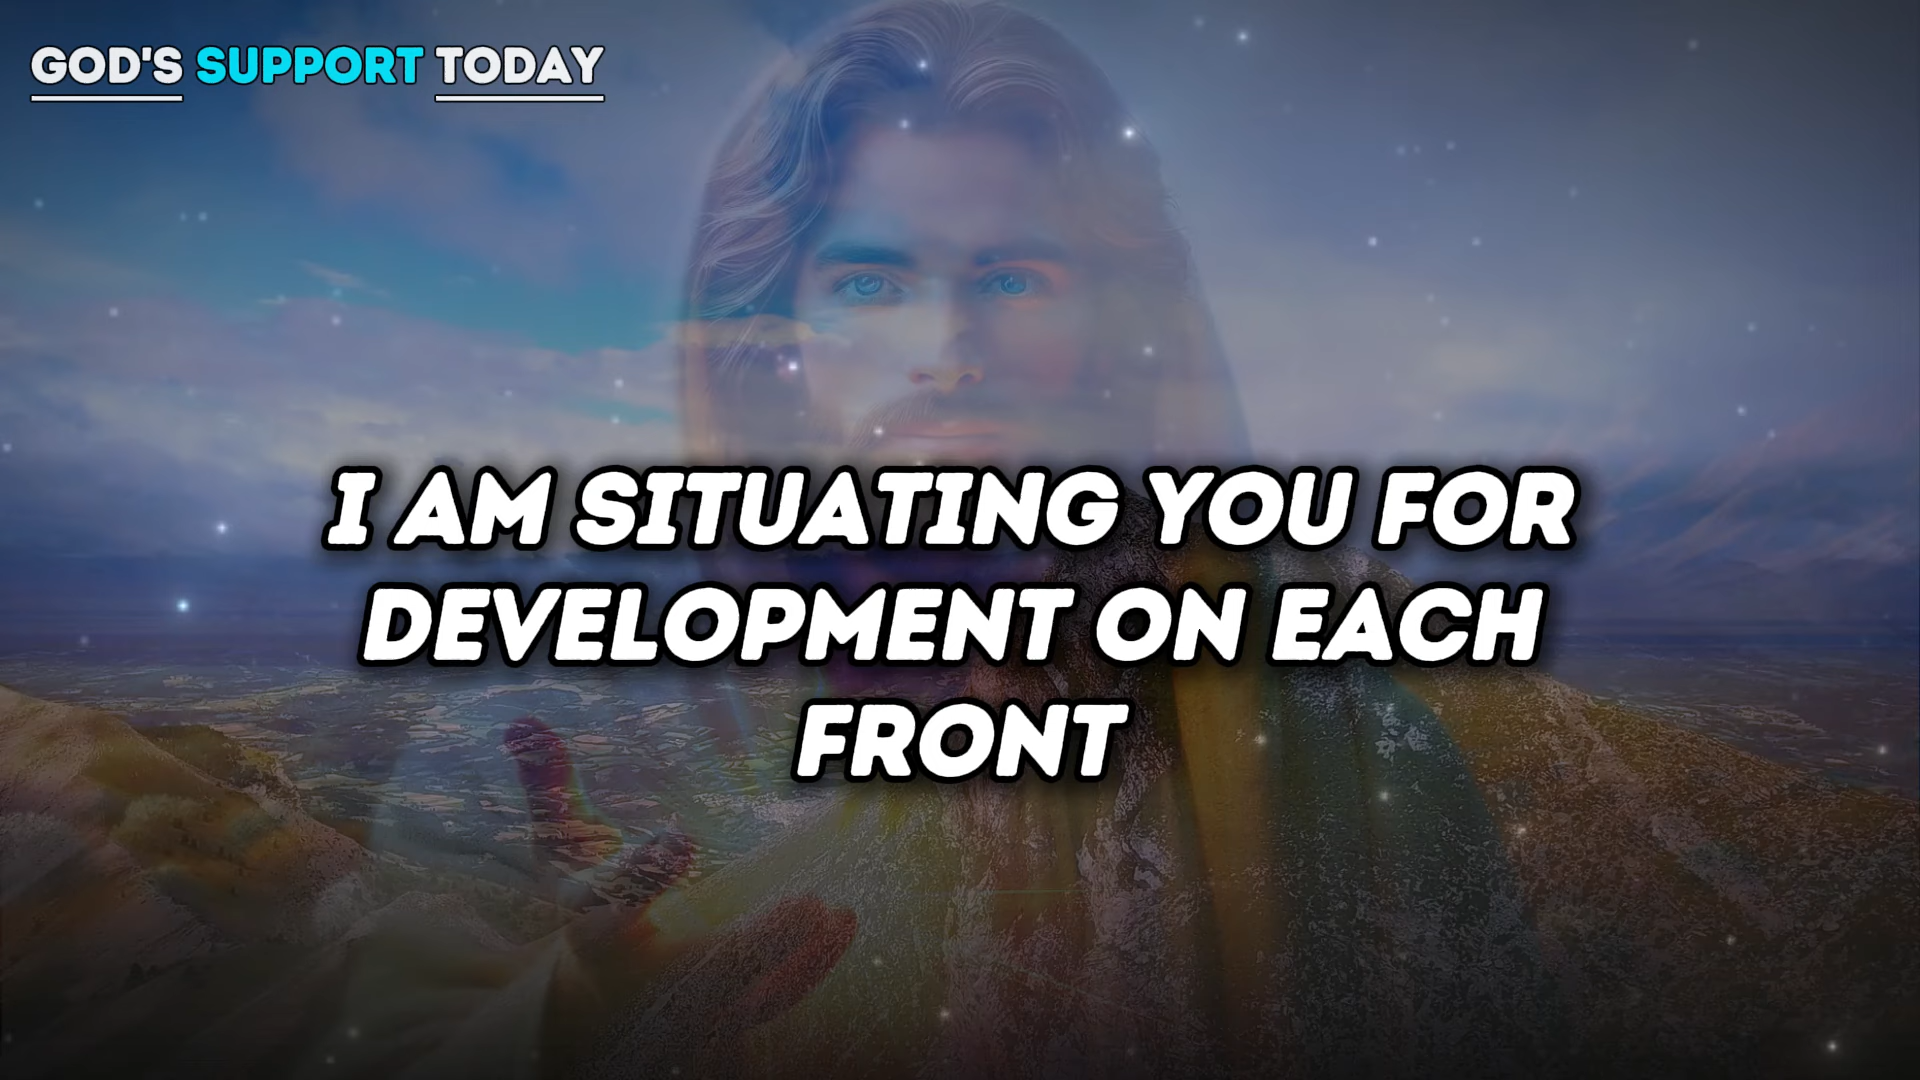 GOD'S SUPPORT TODAY
I AM SITUATING YOU FOR
DEVELOPMENT ON EACH
FRONT